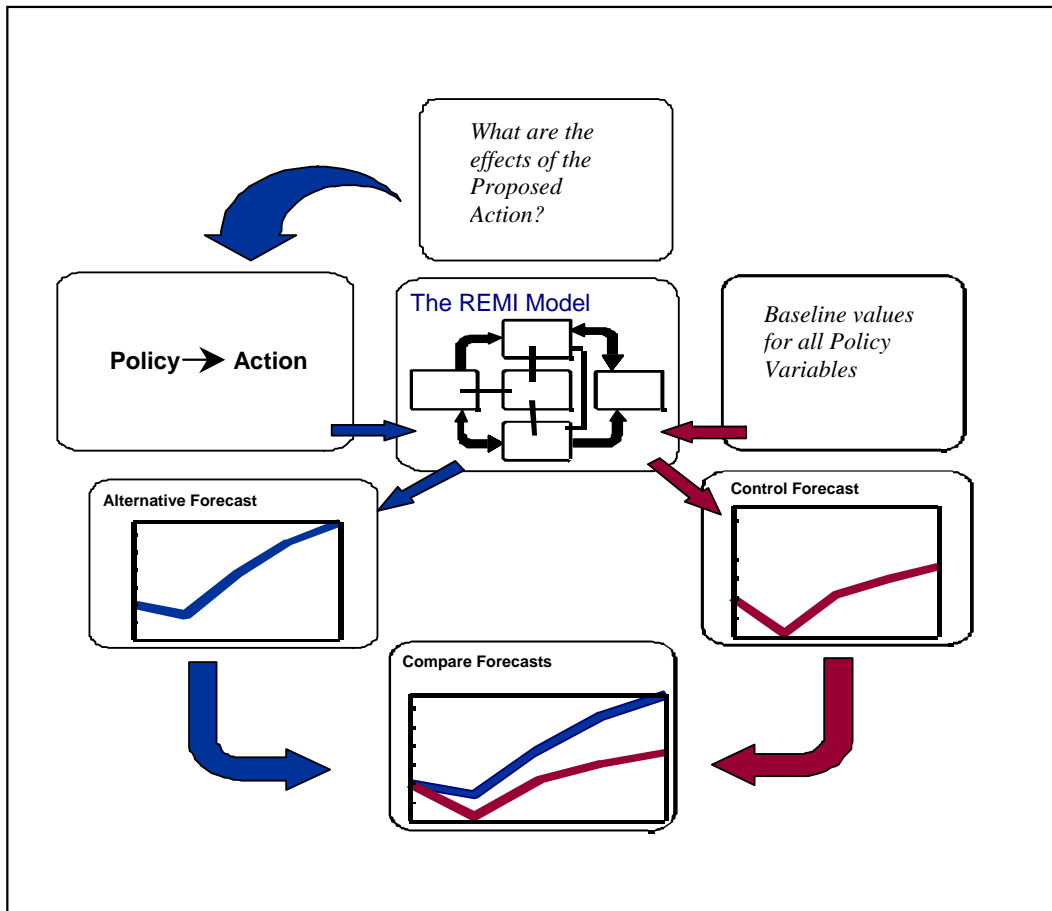 What are the
effects of the
Proposed
Action?
Policy Action
The REMI Model
Baseline values
for all Policy
Variables
Alternative Forecast
Control Forecast
Compare Forecasts